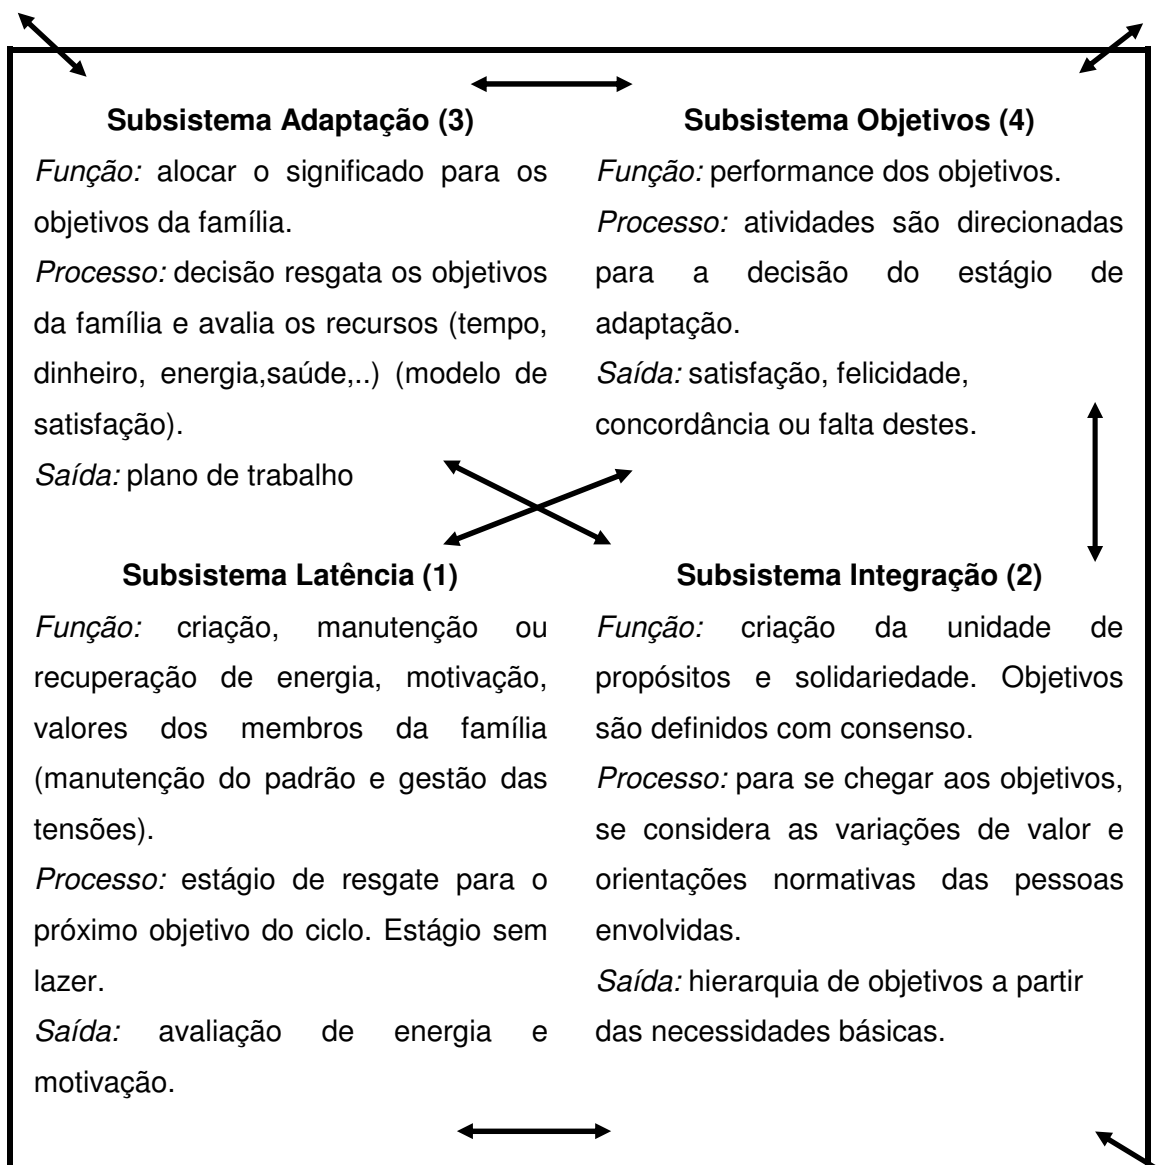 Subsistema Adaptação (3)
Função: alocar o significado para os
objetivos da família.
Processo: decisão resgata os objetivos
da família e avalia os recursos (tempo,
dinheiro, energia,saúde,..) (modelo de
satisfação).
Saída: plano de trabalho
Subsistema Objetivos (4)
Função: performance dos objetivos.
Processo: atividades são direcionadas
para a decisão do estágio de
adaptação.
Saída: satisfação, felicidade,
concordância ou falta destes.
Subsistema Latência (1)
Função: criação, manutenção ou
recuperação de energia, motivação,
valores dos membros da família
(manutenção do padrão e gestão das
tensões).
Processo: estágio de resgate para o
próximo objetivo do ciclo. Estágio sem
lazer.
Saída: avaliação de energia e
motivação.
Subsistema Integração (2)
Função: criação da unidade de
propósitos e solidariedade. Objetivos
são definidos com consenso.
Processo: para se chegar aos objetivos,
se considera as variações de valor e
orientações normativas das pessoas
envolvidas.
Saída: hierarquia de objetivos a partir
das necessidades básicas.